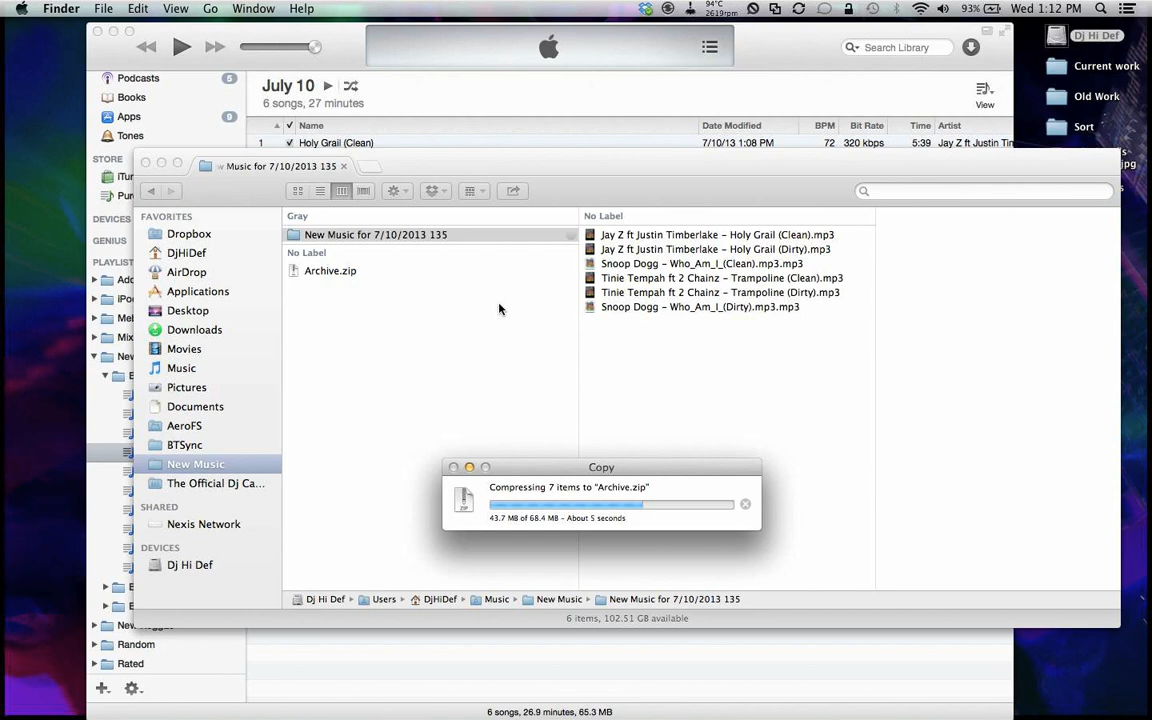 Finder File Edit View Go Window Help 94°C 2619rpm 93% Wed 1:12 PM
Search Library
Podcasts 5
Books
Apps 9
Tones
STORE
DEVICES
GENIUS
July 10
6 songs, 27 minutes
View
Name Date Modified BPM Bit Rate Time Artist
1 ✓ Holy Grail (Clean) 7/10/13 1:08 PM 72 320 kbps 5:39 Jay Z ft Justin Tim
Dj Hi Def
Current work
Old Work
Sort
w Music for 7/10/2013 135
FAVORITES
Dropbox
DjHiDef
AirDrop
Applications
Desktop
Downloads
Movies
Music
Pictures
Documents
AeroFS
BTSync
New Music
The Official Dj Ca...
SHARED
Nexis Network
DEVICES
Dj Hi Def
Gray
New Music for 7/10/2013 135
No Label
Archive.zip
No Label
Jay Z ft Justin Timberlake - Holy Grail (Clean).mp3
Jay Z ft Justin Timberlake - Holy Grail (Dirty).mp3
Snoop Dogg - Who_Am_I_(Clean).mp3.mp3
Tinie Tempah ft 2 Chainz - Trampoline (Clean).mp3
Tinie Tempah ft 2 Chainz - Trampoline (Dirty).mp3
Snoop Dogg - Who_Am_I_(Dirty).mp3.mp3
Copy
Compressing 7 items to "Archive.zip"
ZIP
43.7 MB of 68.4 MB - About 5 seconds
Dj Hi Def Users DjHiDef Music New Music New Music for 7/10/2013 135
6 items, 102.51 GB available
Random
Rated
6 songs, 26.9 minutes, 65.3 MB